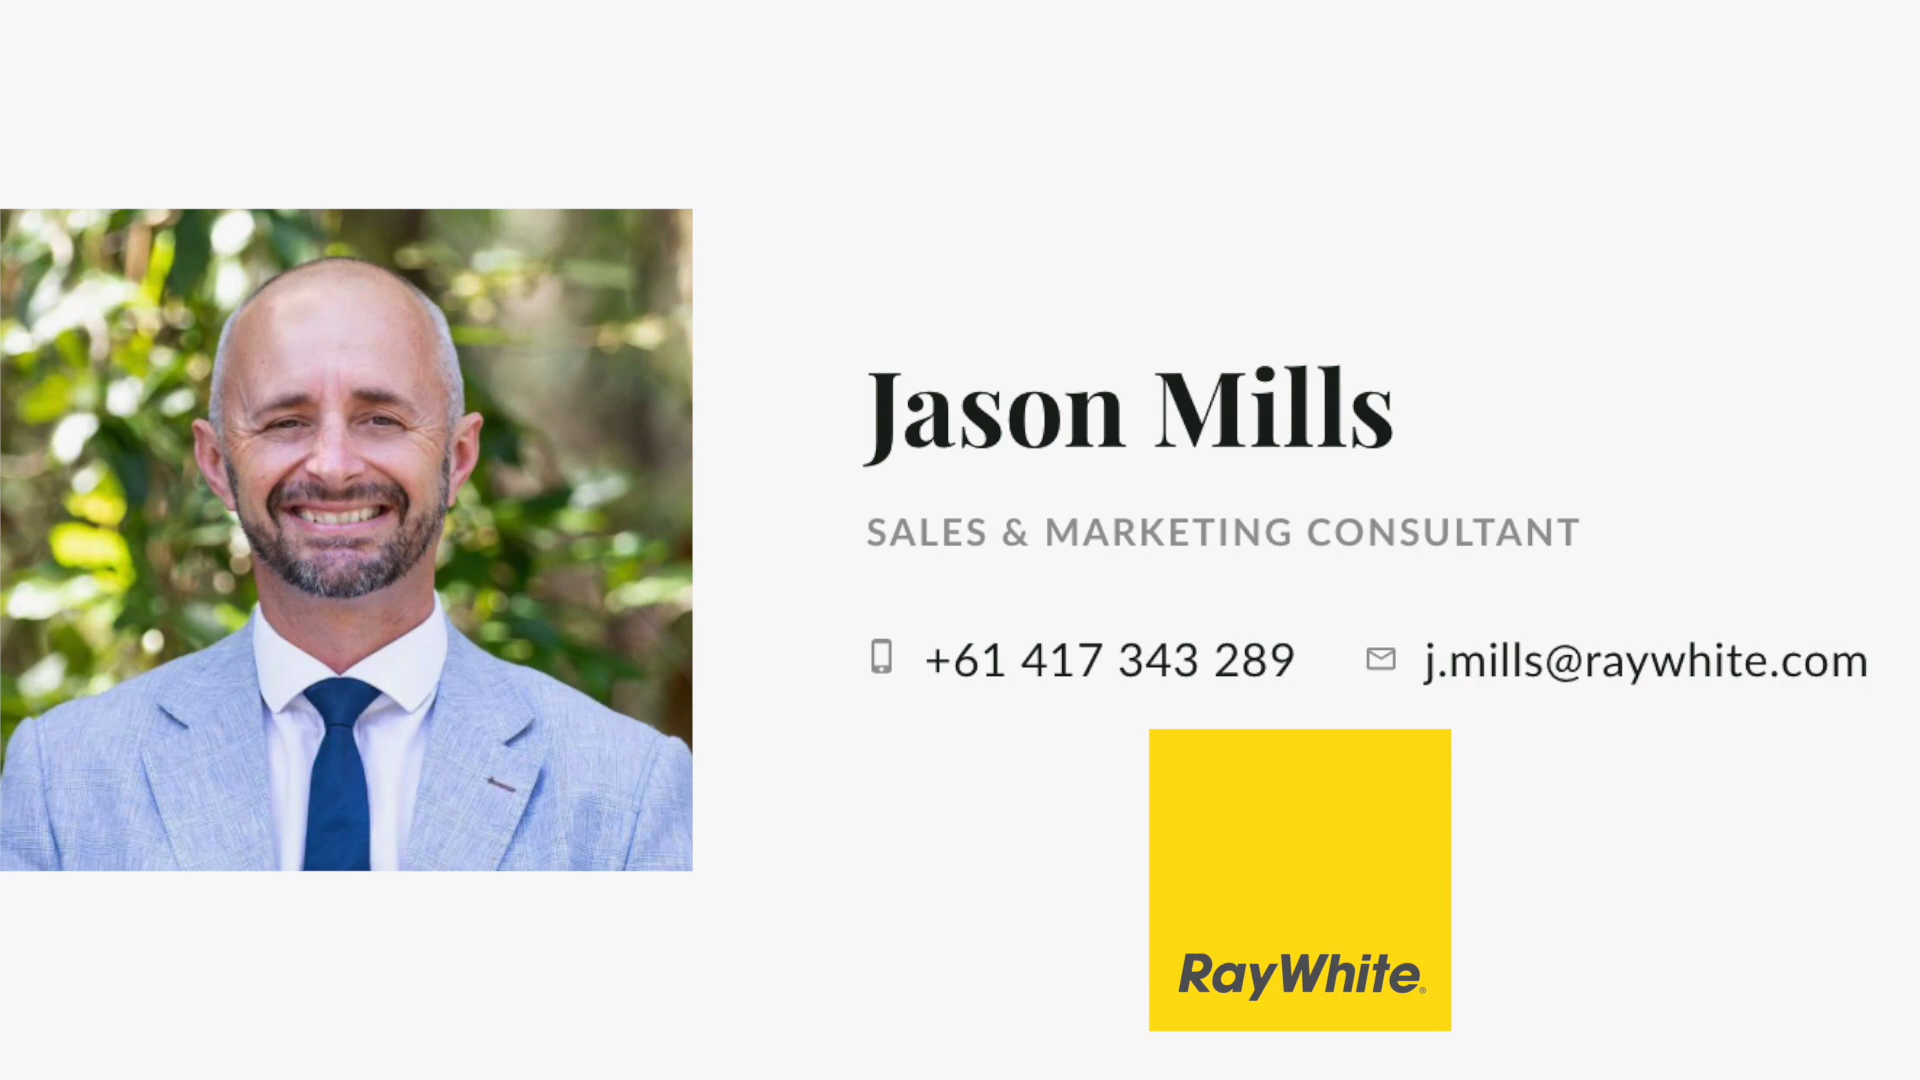 Jason Mills
SALES & MARKETING CONSULTANT
+61 417 343 289 j.mills@raywhite.com
RayWhite®